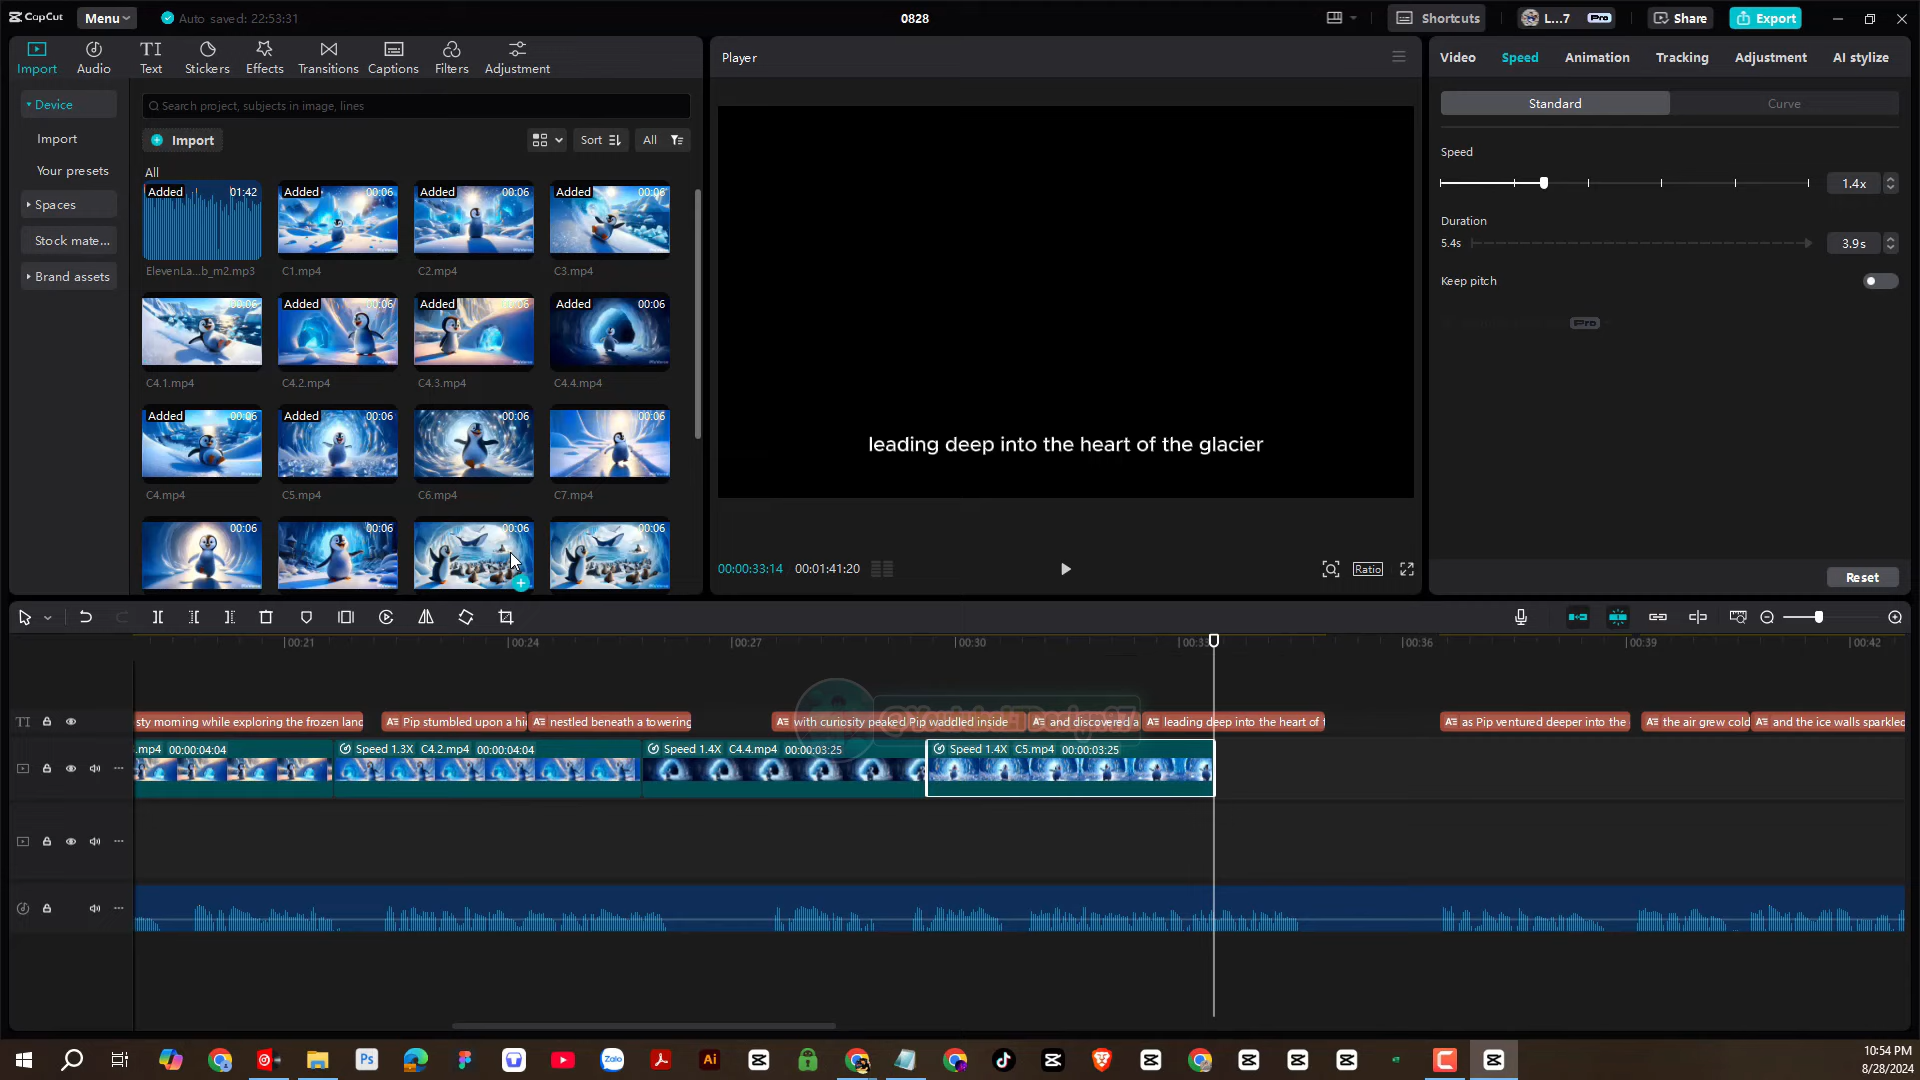 CapCut
Menu
Auto saved: 22:53:31
0828
Shortcuts
L...7
Pro
Share
Export
Import
Audio
TI
Text
Stickers
Effects
Transitions
Captions
Filters
Adjustment
Player
Video
Speed
Animation
Tracking
Adjustment
AI stylize
Device
Import
Your presets
Spaces
Stock mate...
Brand assets
Search project, subjects in image, lines
Import
Sort
All
All
Added 01:42
Added 00:06
Added 00:06
Added 00:06
ElevenLa...b_m2.mp3
C1.mp4
C2.mp4
C3.mp4
00:06
Added 00:06
Added 00:06
Added 00:06
C4.1.mp4
C4.2.mp4
C4.3.mp4
C4.4.mp4
Added 00:06
Added 00:06
00:06
00:06
C4.mp4
C5.mp4
C6.mp4
C7.mp4
00:06
00:06
00:06
00:06
leading deep into the heart of the glacier
00:00:33:14
00:01:41:20
Ratio
Standard
Curve
Speed
1.4x
Duration
5.4s
3.9s
Keep pitch
Pro
Reset
00:21
00:24
00:27
00:30
00:33
00:36
00:39
00:42
TI
sty morning while exploring the frozen land
Pip stumbled upon a hi
nestled beneath a towering
with curiosity peaked Pip waddled inside
and discovered a
leading deep into the heart of t
as Pip ventured deeper into the
the air grew cold
and the ice walls sparkled
.mp4 00:00:04:04
Speed 1.3X C4.2.mp4 00:00:04:04
Speed 1.4X C4.4.mp4 00:00:03:25
Speed 1.4X C5.mp4 00:00:03:25
Ps
Zalo
Ai
10:54 PM
8/28/2024